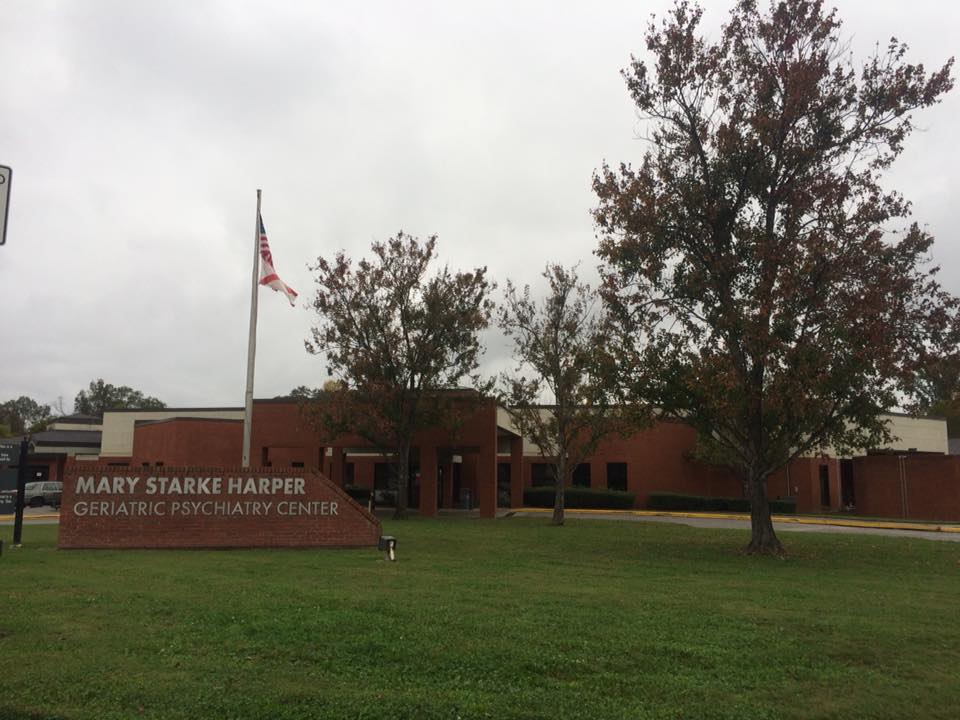 MARY STARKE HARPER
GERIATRIC PSYCHIATRY CENTER